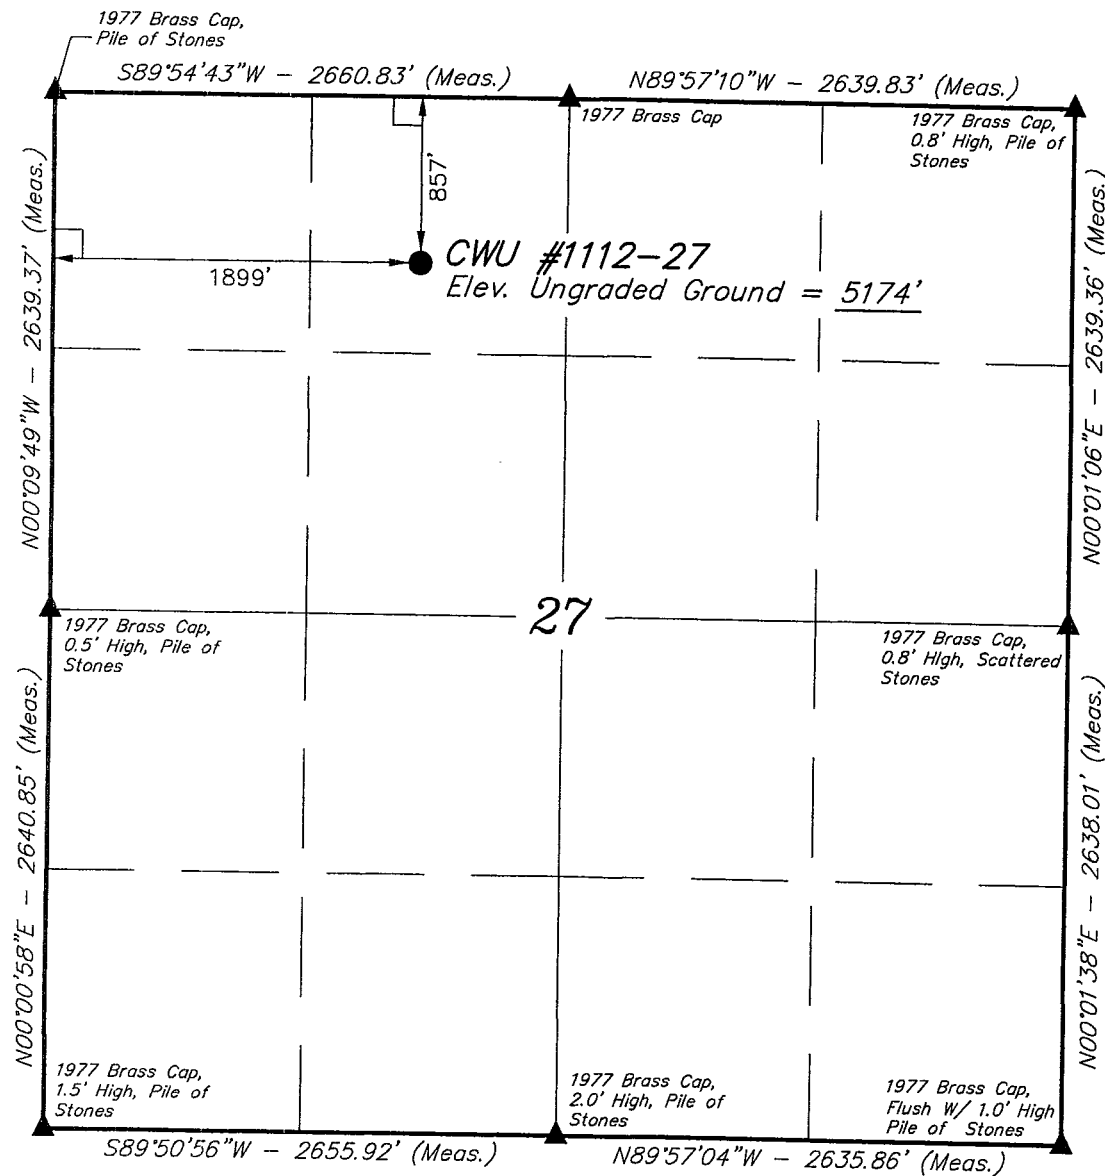 1977 Brass Cap,
Pile of Stones
S89°54'43"W - 2660.83' (Meas.)
N89°57'10"W - 2639.83' (Meas.)
1977 Brass Cap
1977 Brass Cap,
0.8' High, Pile of
Stones
857'
1899'
CWU #1112-27
Elev. Ungraded Ground = 5174'
N00°09'49"W - 2639.37' (Meas.)
N00°01'06"E - 2639.36' (Meas.)
27
1977 Brass Cap,
0.5' High, Pile of
Stones
1977 Brass Cap,
0.8' High, Scattered
Stones
N00°00'58"E - 2640.85' (Meas.)
N00°01'38"E - 2638.01' (Meas.)
1977 Brass Cap,
1.5' High, Pile of
Stones
1977 Brass Cap,
2.0' High, Pile of
Stones
1977 Brass Cap,
Flush W/ 1.0' High
Pile of Stones
S89°50'56"W - 2655.92' (Meas.)
N89°57'04"W - 2635.86' (Meas.)